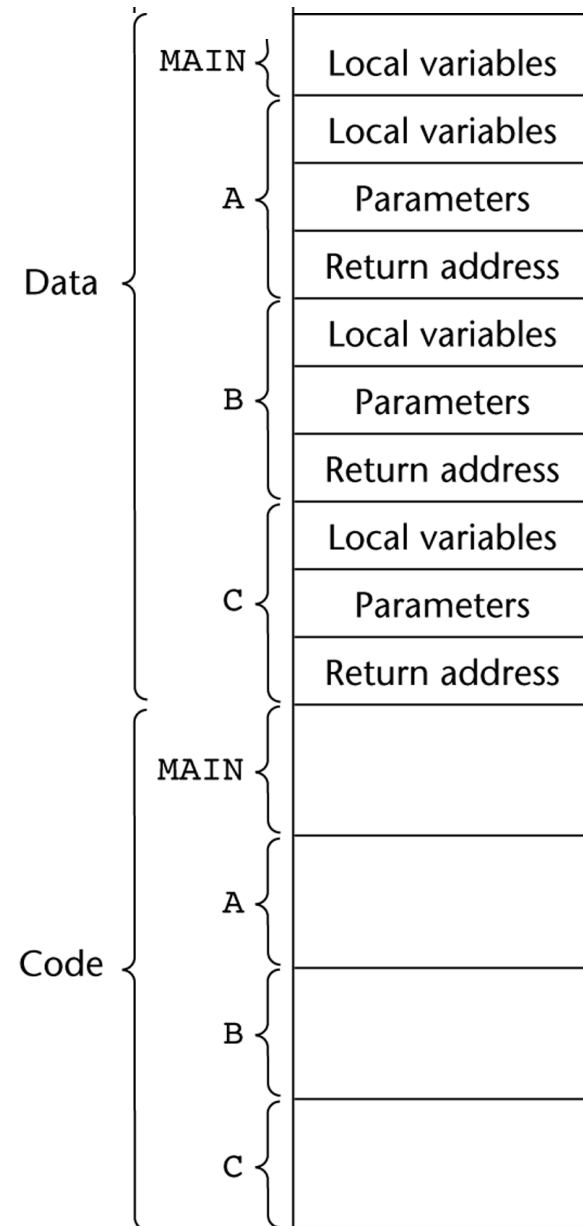 MAIN
Local variables
Local variables
A
Parameters
Return address
Data
Local variables
B
Parameters
Return address
Local variables
C
Parameters
Return address
MAIN
A
Code
B
C